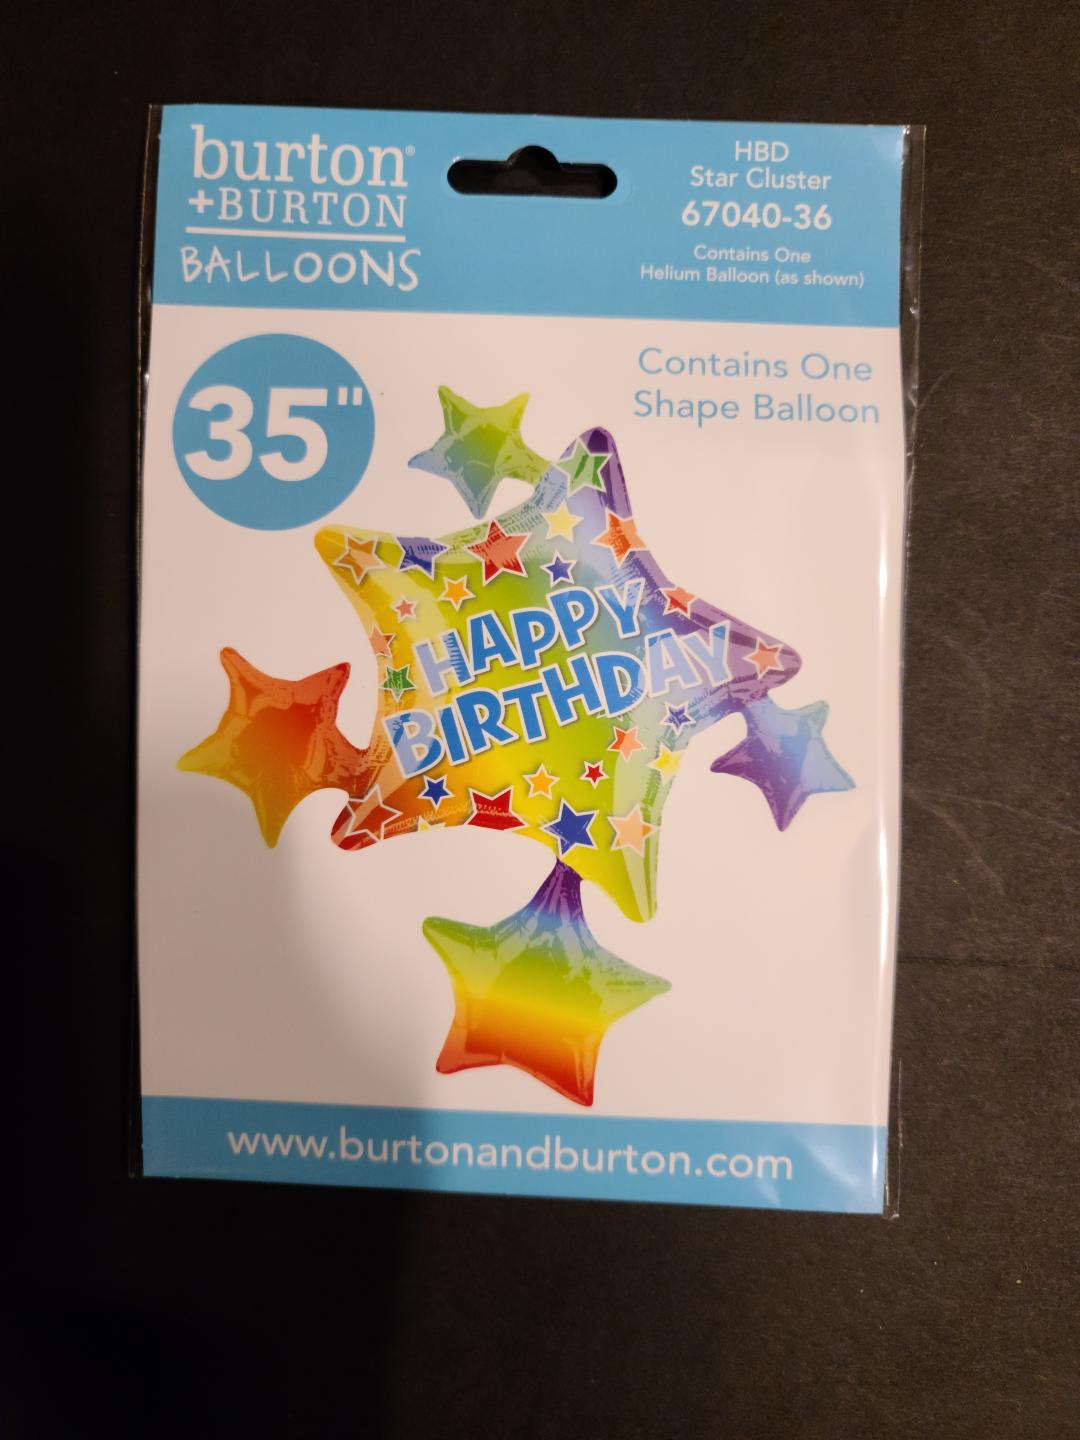 burton®
+BURTON
BALLOONS
HBD
Star Cluster
67040-36
Contains One
Helium Balloon (as shown)
35"
Contains One
Shape Balloon
HAPPY
BIRTHDAY
www.burtonandburton.com